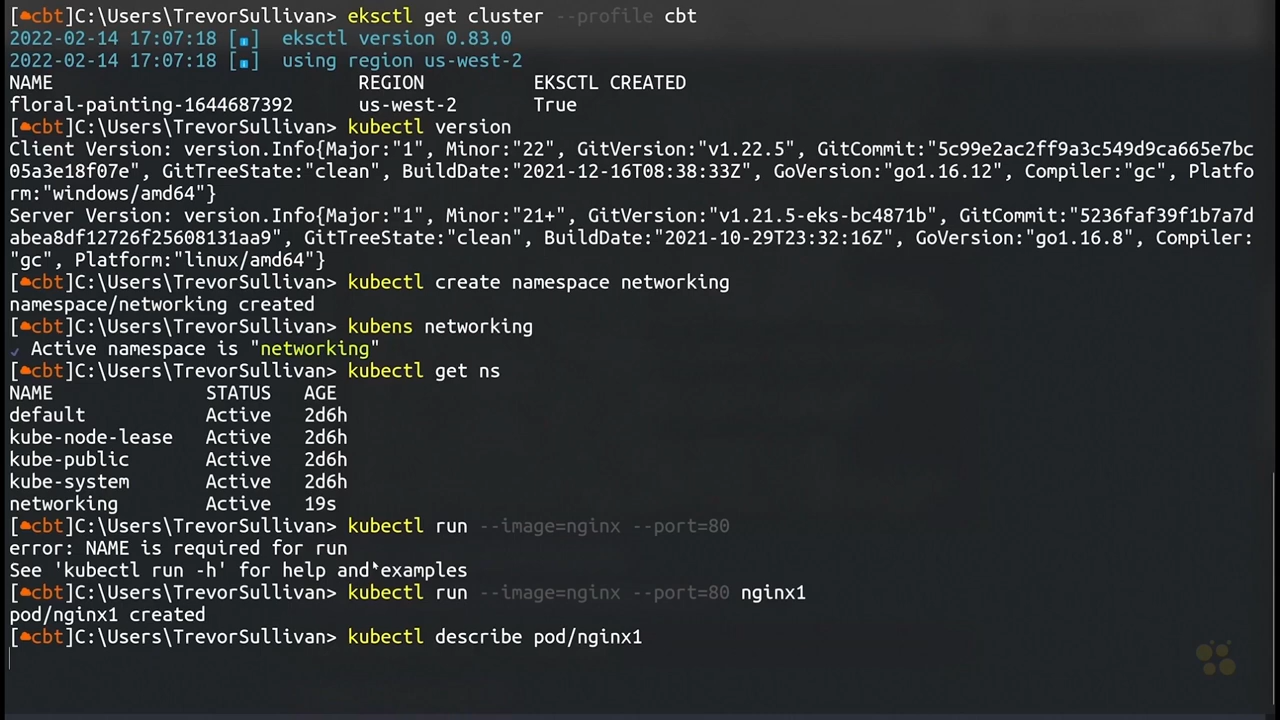 [cbt]C:\Users\TrevorSullivan> eksctl get cluster --profile cbt
2022-02-14 17:07:18 [ℹ]  eksctl version 0.83.0
2022-02-14 17:07:18 [ℹ]  using region us-west-2
NAME                            REGION          EKSCTL CREATED
floral-painting-1644687392      us-west-2       True
[cbt]C:\Users\TrevorSullivan> kubectl version
Client Version: version.Info{Major:"1", Minor:"22", GitVersion:"v1.22.5", GitCommit:"5c99e2ac2ff9a3c549d9ca665e7bc
05a3e18f07e", GitTreeState:"clean", BuildDate:"2021-12-16T08:38:33Z", GoVersion:"go1.16.12", Compiler:"gc", Platfo
rm:"windows/amd64"}
Server Version: version.Info{Major:"1", Minor:"21+", GitVersion:"v1.21.5-eks-bc4871b", GitCommit:"5236faf39f1b7a7d
abea8df12726f25608131aa9", GitTreeState:"clean", BuildDate:"2021-10-29T23:32:16Z", GoVersion:"go1.16.8", Compiler:
"gc", Platform:"linux/amd64"}
[cbt]C:\Users\TrevorSullivan> kubectl create namespace networking
namespace/networking created
[cbt]C:\Users\TrevorSullivan> kubens networking
✓ Active namespace is "networking"
[cbt]C:\Users\TrevorSullivan> kubectl get ns
NAME              STATUS   AGE
default           Active   2d6h
kube-node-lease   Active   2d6h
kube-public       Active   2d6h
kube-system       Active   2d6h
networking        Active   19s
[cbt]C:\Users\TrevorSullivan> kubectl run --image=nginx --port=80
error: NAME is required for run
See 'kubectl run -h' for help and examples
[cbt]C:\Users\TrevorSullivan> kubectl run --image=nginx --port=80 nginx1
pod/nginx1 created
[cbt]C:\Users\TrevorSullivan> kubectl describe pod/nginx1